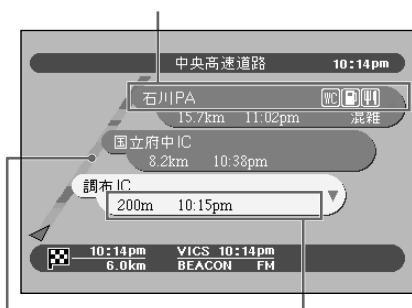 中央高速道路 10:14pm
石川PA WC
15.7km 11:02pm 混雑
国立府中IC
8.2km 10:38pm
調布IC
200m 10:15pm
10:14pm VICS 10:14pm
6.0km BEACON FM